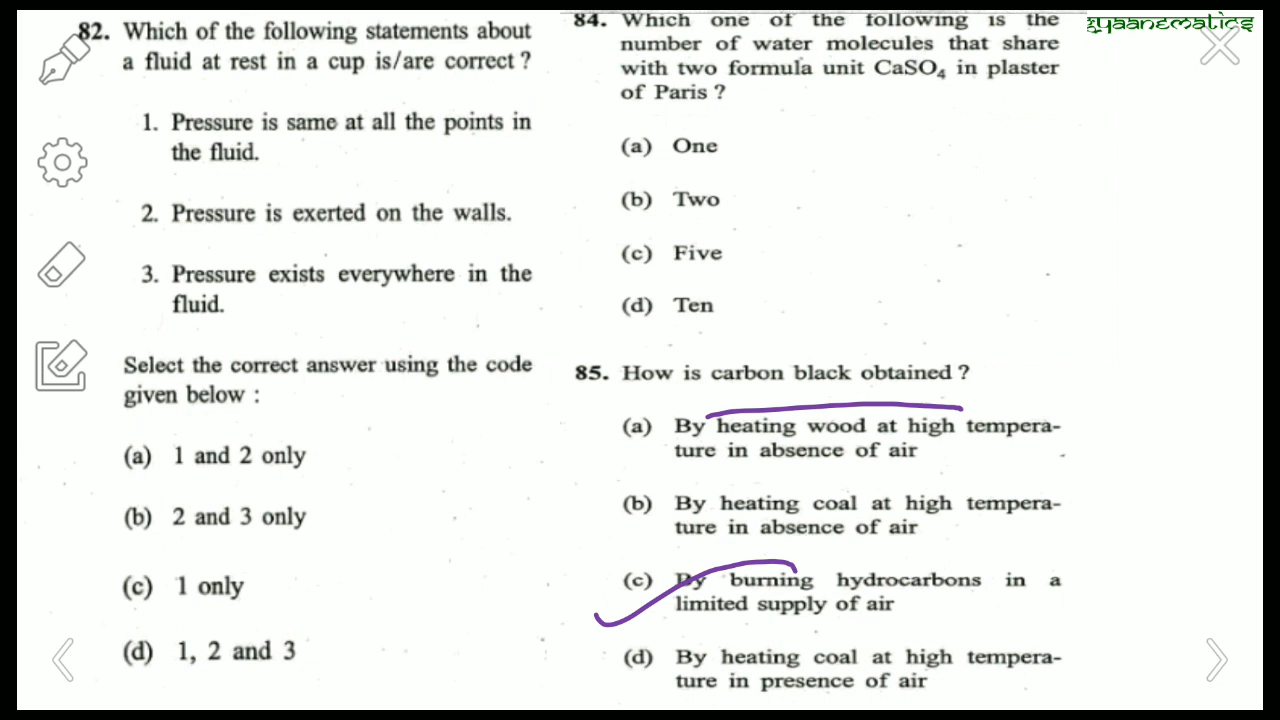 82. Which of the following statements about
a fluid at rest in a cup is/are correct ?
1. Pressure is same at all the points in
the fluid.
2. Pressure is exerted on the walls.
3. Pressure exists everywhere in the
fluid.
Select the correct answer using the code
given below :
(a) 1 and 2 only
(b) 2 and 3 only
(c) 1 only
(d) 1, 2 and 3
84. Which one of the following is the
number of water molecules that share
with two formula unit CaSO₄ in plaster
of Paris ?
(a) One
(b) Two
(c) Five
(d) Ten
85. How is carbon black obtained ?
(a) By heating wood at high tempera-
ture in absence of air
(b) By heating coal at high tempera-
ture in absence of air
(c) By burning hydrocarbons in a
limited supply of air
(d) By heating coal at high tempera-
ture in presence of air
gyaanematics